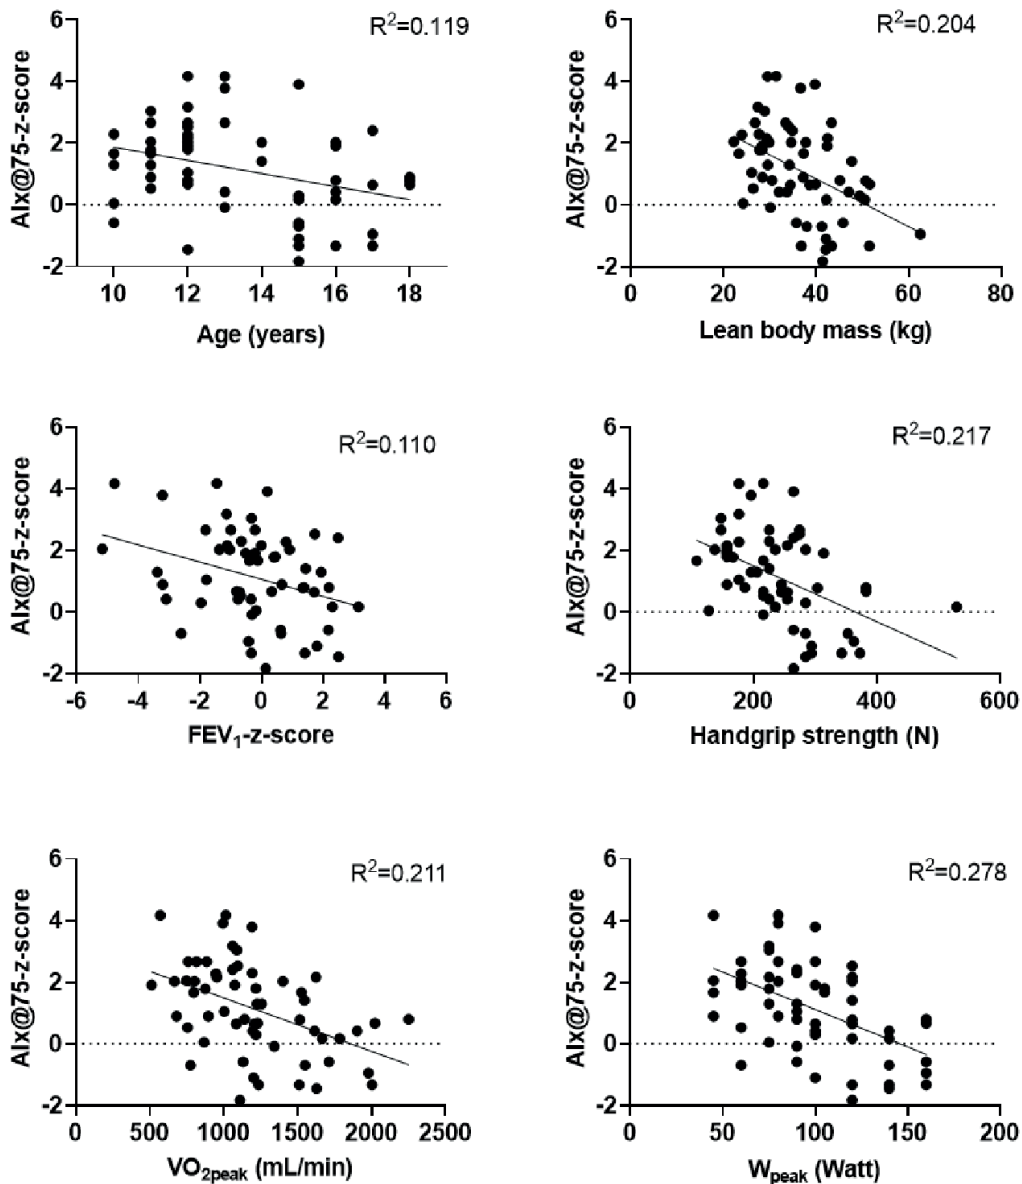 R²=0.119
6
4
2
0
-2
AIx@75-z-score
10 12 14 16 18
Age (years)
R²=0.204
6
4
2
0
-2
AIx@75-z-score
0 20 40 60 80
Lean body mass (kg)
R²=0.110
6
4
2
0
-2
AIx@75-z-score
-6 -4 -2 0 2 4 6
FEV₁-z-score
R²=0.217
6
4
2
0
-2
AIx@75-z-score
0 200 400 600
Handgrip strength (N)
R²=0.211
6
4
2
0
-2
AIx@75-z-score
0 500 1000 1500 2000 2500
VO₂peak (mL/min)
R²=0.278
6
4
2
0
-2
AIx@75-z-score
0 50 100 150 200
Wpeak (Watt)